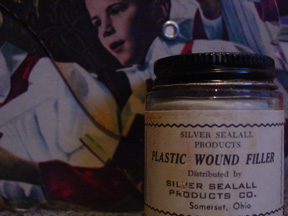 SILVER SEALALL
PRODUCTS
PLASTIC WOUND FILLER
Distributed by
SILVER SEALALL
PRODUCTS CO.
Somerset, Ohio